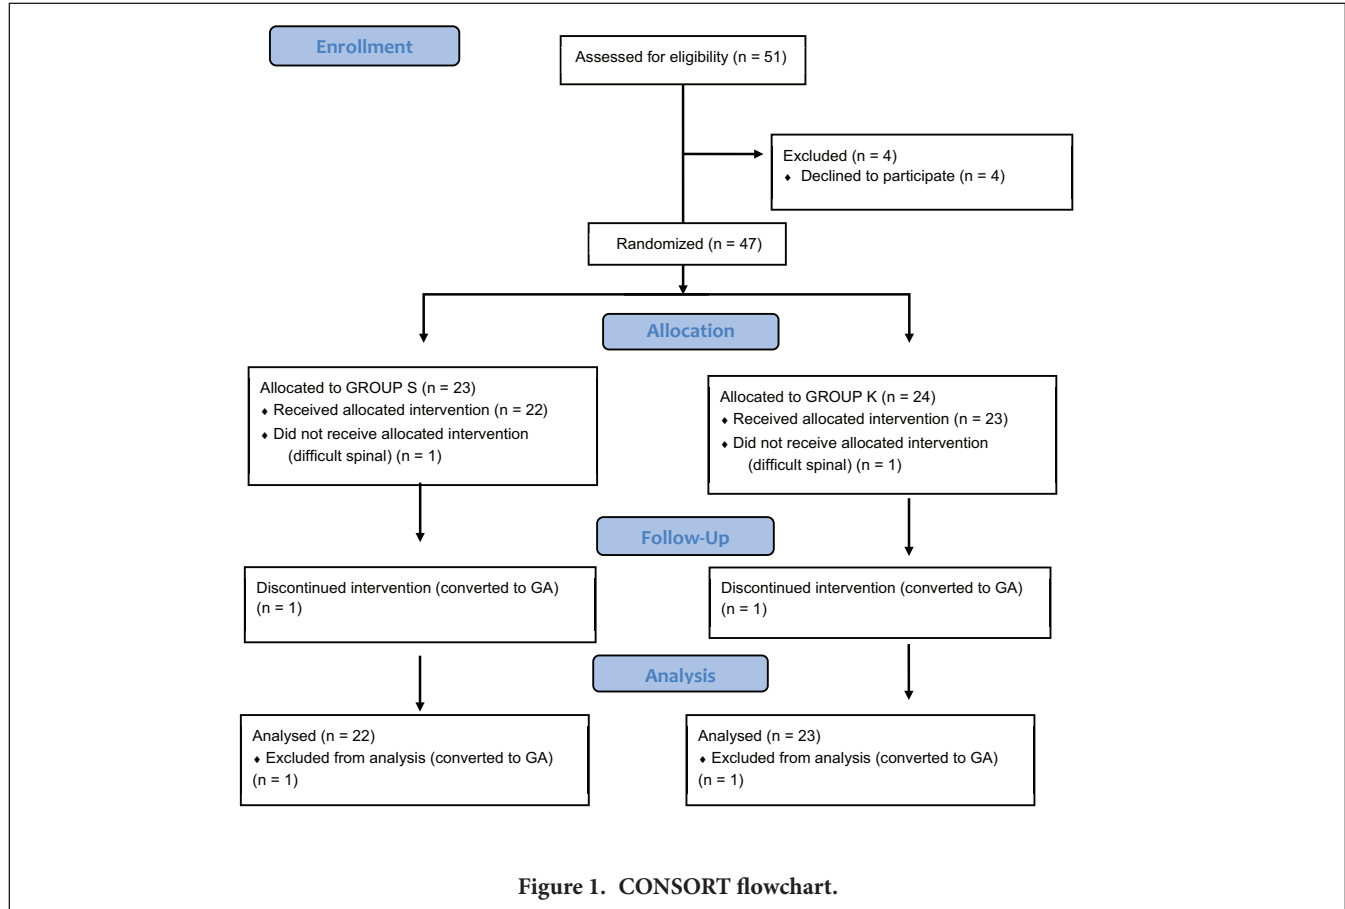 Enrollment
Assessed for eligibility (n = 51)
Excluded (n = 4)
♦ Declined to participate (n = 4)
Randomized (n = 47)
Allocation
Allocated to GROUP S (n = 23)
♦ Received allocated intervention (n = 22)
♦ Did not receive allocated intervention
(difficult spinal) (n = 1)
Allocated to GROUP K (n = 24)
♦ Received allocated intervention (n = 23)
♦ Did not receive allocated intervention
(difficult spinal) (n = 1)
Follow-Up
Discontinued intervention (converted to GA)
(n = 1)
Discontinued intervention (converted to GA)
(n = 1)
Analysis
Analysed (n = 22)
♦ Excluded from analysis (converted to GA)
(n = 1)
Analysed (n = 23)
♦ Excluded from analysis (converted to GA)
(n = 1)
Figure 1. CONSORT flowchart.